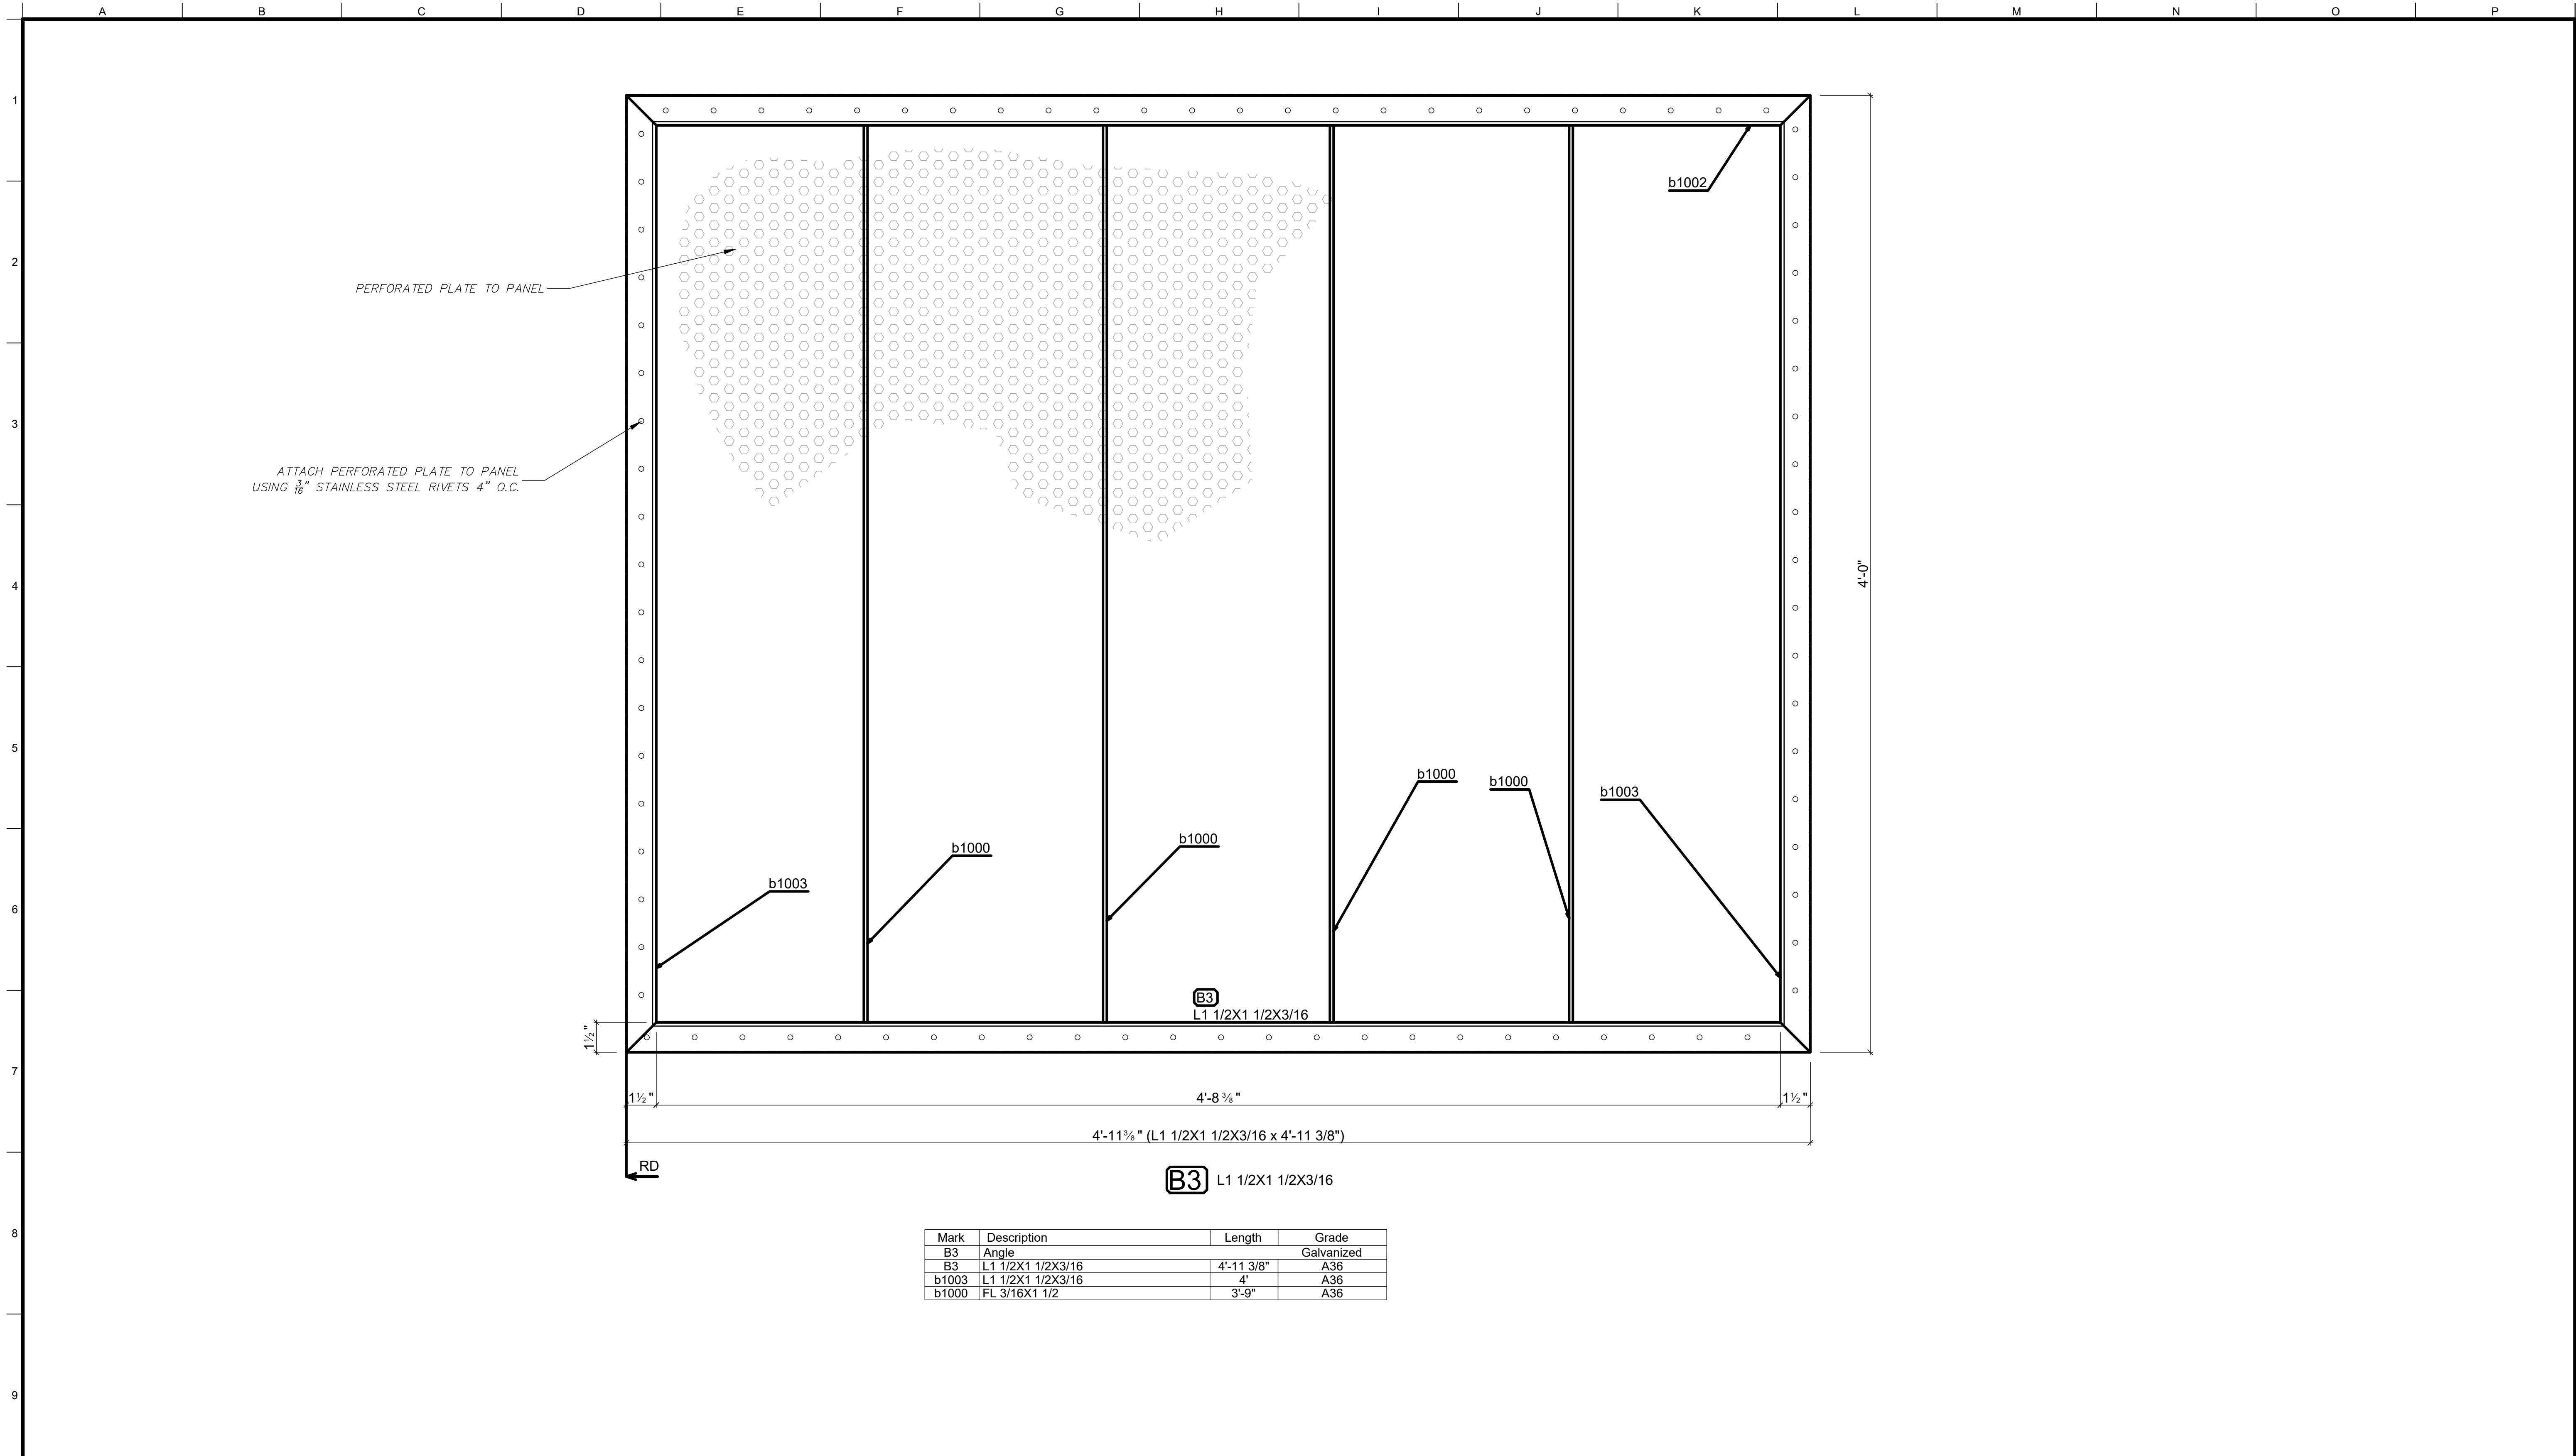 A B C D E F G H I J K L M N O P
1
2
3
4
5
6
7
8
9
b1002
PERFORATED PLATE TO PANEL
ATTACH PERFORATED PLATE TO PANEL
USING 3/16" STAINLESS STEEL RIVETS 4" O.C.
4'-0"
b1000
b1000
b1003
b1000
b1000
b1003
B3
L1 1/2X1 1/2X3/16
1½"
1½" 4'-8⅜" 1½"
4'-11⅜" (L1 1/2X1 1/2X3/16 x 4'-11 3/8")
RD
B3 L1 1/2X1 1/2X3/16
Mark Description Length Grade
B3 Angle Galvanized
B3 L1 1/2X1 1/2X3/16 4'-11 3/8" A36
b1003 L1 1/2X1 1/2X3/16 4' A36
b1000 FL 3/16X1 1/2 3'-9" A36